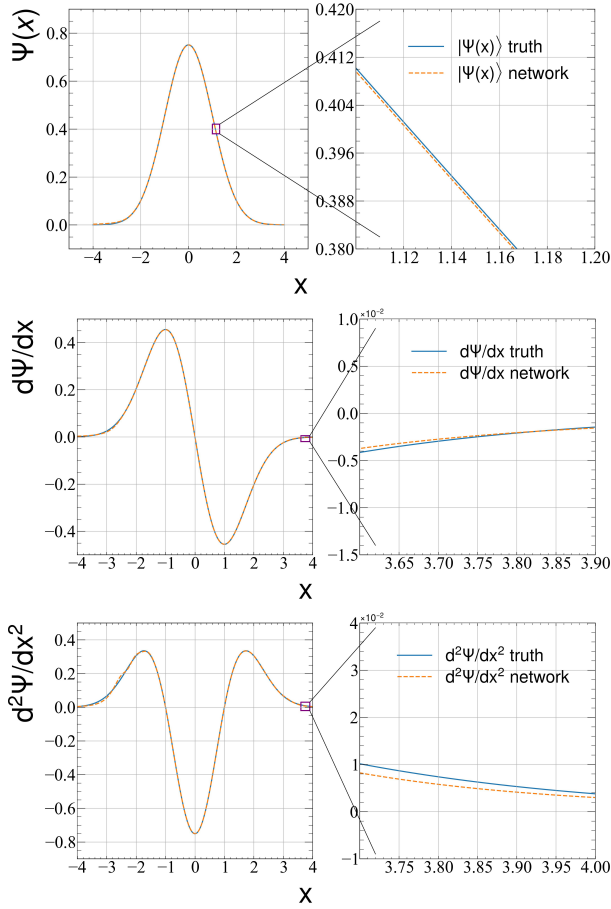 Ψ(x)
0.8
0.6
0.4
0.2
0.0
−4 −2 0 2 4
0.420
0.412
0.404
0.396
0.388
0.380
|Ψ(x)⟩ truth
|Ψ(x)⟩ network
1.12 1.14 1.16 1.18 1.20
x
dΨ/dx
0.4
0.2
0.0
−0.2
−0.4
−4 −3 −2 −1 0 1 2 3 4
1.0 ×10⁻²
0.5
0.0
−0.5
−1.0
−1.5
dΨ/dx truth
dΨ/dx network
3.65 3.70 3.75 3.80 3.85 3.90
x
d²Ψ/dx²
0.4
0.2
0.0
−0.2
−0.4
−0.6
−0.8
−4 −3 −2 −1 0 1 2 3 4
4 ×10⁻²
3
2
1
0
−1
d²Ψ/dx² truth
d²Ψ/dx² network
3.75 3.80 3.85 3.90 3.95 4.00
x